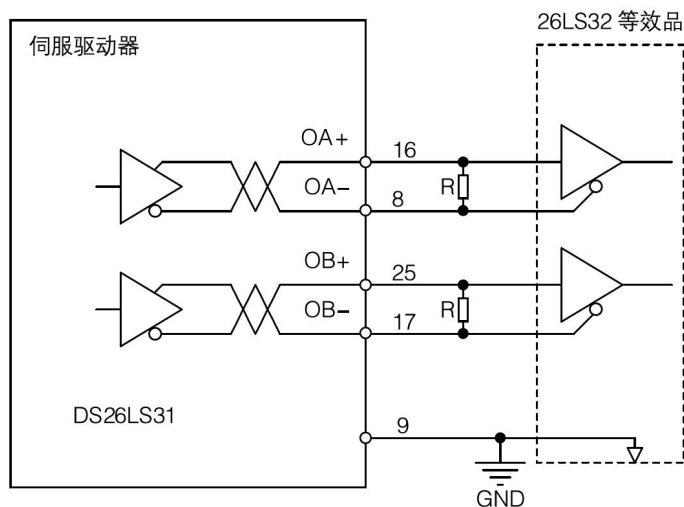 26LS32 等效品
伺服驱动器
OA+
16
OA-
8
R
OB+
25
OB-
17
R
DS26LS31
9
GND